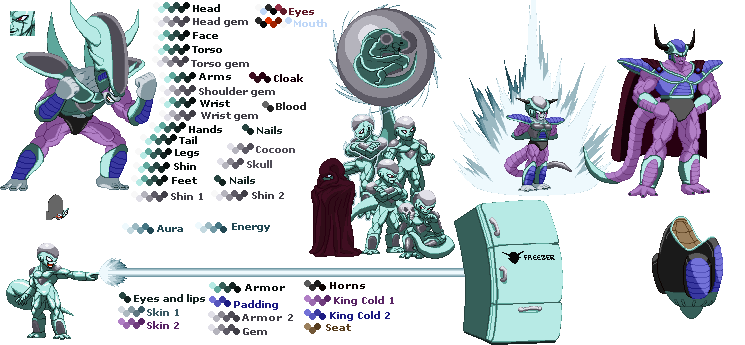 Head
Eyes
Head gem
Mouth
Face
Torso
Torso gem
Arms
Cloak
Shoulder gem
Wrist
Blood
Wrist gem
Hands
Nails
Tail
Legs
Cocoon
Skull
Shin
Feet
Nails
Shin 1
Shin 2
Aura
Energy
FREEZER
Armor
Horns
Eyes and lips
Padding
King Cold 1
Skin 1
Armor 2
King Cold 2
Skin 2
Gem
Seat